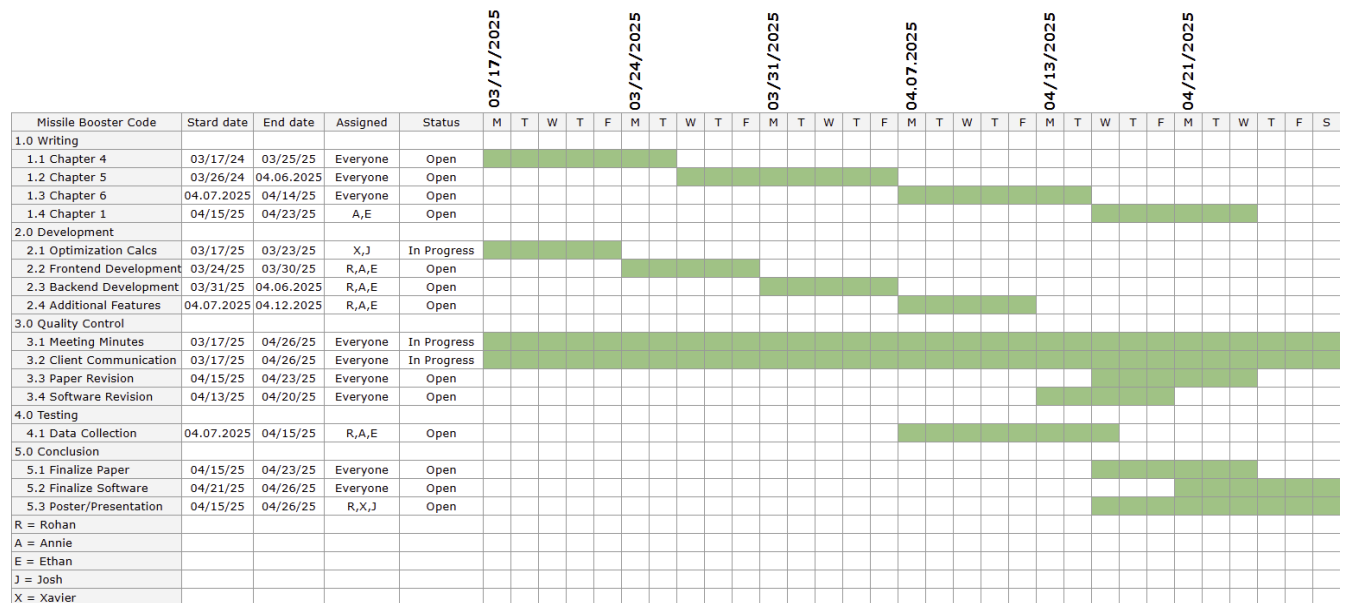 03/17/2025 03/24/2025 03/31/2025 04.07.2025 04/13/2025 04/21/2025
Missile Booster Code Stard date End date Assigned Status M T W T F M T W T F M T W T F M T W T F M T W T F M T W T F S
1.0 Writing
1.1 Chapter 4 03/17/24 03/25/25 Everyone Open
1.2 Chapter 5 03/26/24 04.06.2025 Everyone Open
1.3 Chapter 6 04.07.2025 04/14/25 Everyone Open
1.4 Chapter 1 04/15/25 04/23/25 A,E Open
2.0 Development
2.1 Optimization Calcs 03/17/25 03/23/25 X,J In Progress
2.2 Frontend Development 03/24/25 03/30/25 R,A,E Open
2.3 Backend Development 03/31/25 04.06.2025 R,A,E Open
2.4 Additional Features 04.07.2025 04.12.2025 R,A,E Open
3.0 Quality Control
3.1 Meeting Minutes 03/17/25 04/26/25 Everyone In Progress
3.2 Client Communication 03/17/25 04/26/25 Everyone In Progress
3.3 Paper Revision 04/15/25 04/23/25 Everyone Open
3.4 Software Revision 04/13/25 04/20/25 Everyone Open
4.0 Testing
4.1 Data Collection 04.07.2025 04/15/25 R,A,E Open
5.0 Conclusion
5.1 Finalize Paper 04/15/25 04/23/25 Everyone Open
5.2 Finalize Software 04/21/25 04/26/25 Everyone Open
5.3 Poster/Presentation 04/15/25 04/26/25 R,X,J Open
R = Rohan
A = Annie
E = Ethan
J = Josh
X = Xavier